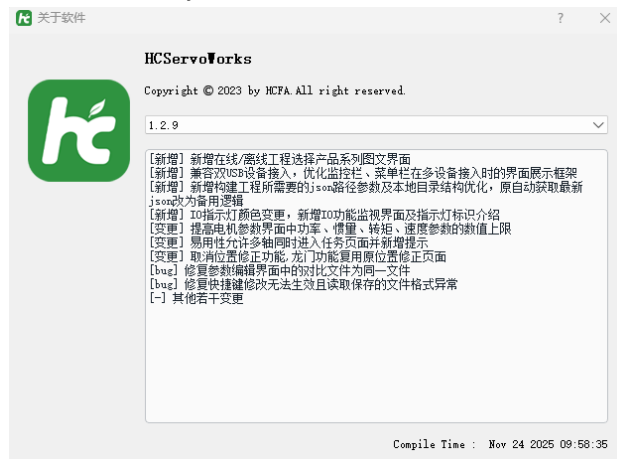 关于软件
HCServoWorks
Copyright © 2023 by HCFA. All right reserved.
1.2.9
[新增] 新增在线/离线工程选择产品系列图文界面
[新增] 兼容双USB设备接入，优化监控栏、菜单栏在多设备接入时的界面展示框架
[新增] 新增构建工程所需要的json路径参数及本地目录结构优化，原自动获取最新
json改为备用逻辑
[新增] IO指示灯颜色变更，新增IO功能监视界面及指示灯标识介绍
[变更] 提高电机参数界面中功率、惯量、转矩、速度参数的数值上限
[变更] 易用性允许多轴同时进入任务页面并新增提示
[变更] 取消位置修正功能,龙门功能复用原位置修正页面
[bug] 修复参数编辑界面中的对比文件为同一文件
[bug] 修复快捷键修改无法生效且读取保存的文件格式异常
[-] 其他若干变更
Compile Time : Nov 24 2025 09:58:35
hc